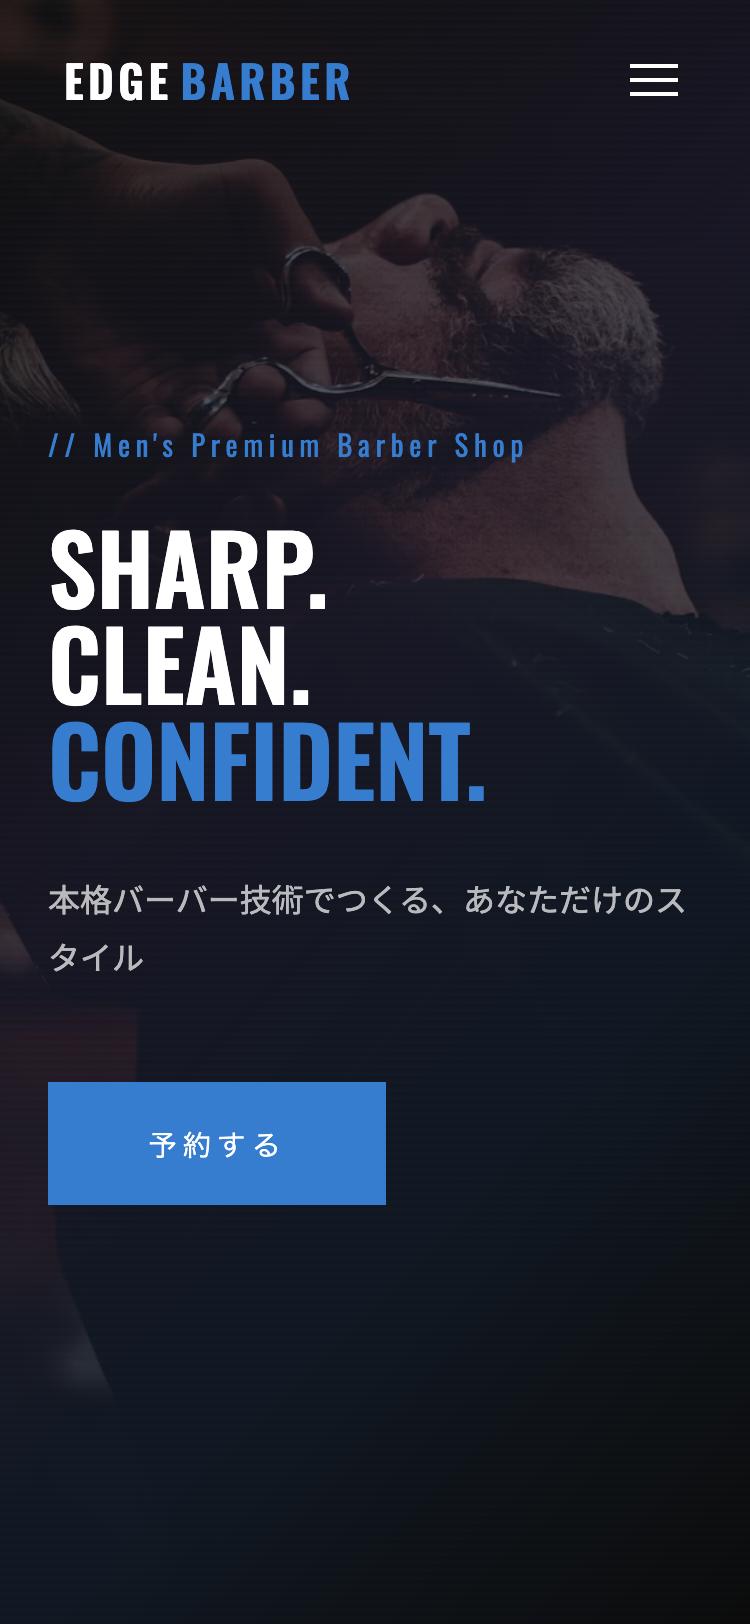 EDGE BARBER
// Men's Premium Barber Shop
SHARP.
CLEAN.
CONFIDENT.
本格バーバー技術でつくる、あなただけのス
タイル
予約する